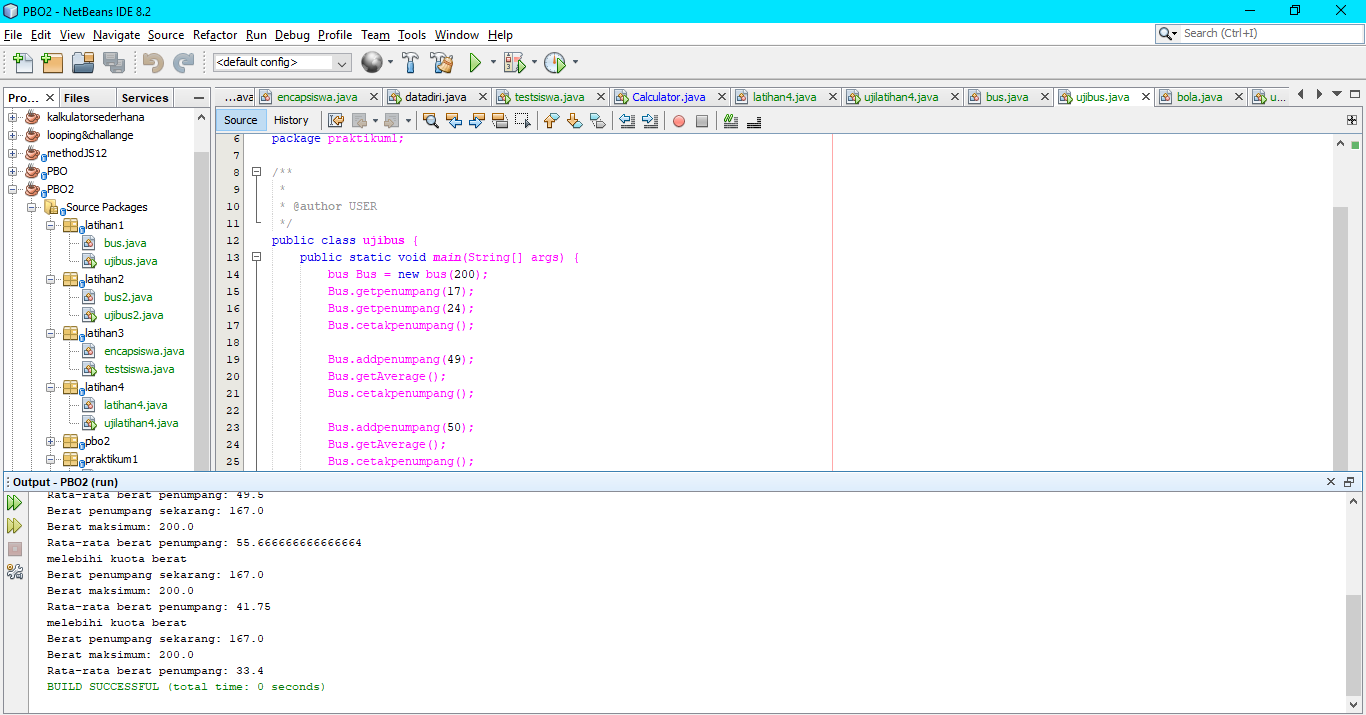 PBO2 - NetBeans IDE 8.2
File Edit View Navigate Source Refactor Run Debug Profile Team Tools Window Help
Search (Ctrl+I)
<default config>
Pro... Files Services
...ava encapsiswa.java datadiri.java testsiswa.java Calculator.java latihan4.java ujilatihan4.java bus.java ujibus.java bola.java u...
Source History
kalkulatorsederhana
looping&challange
methodJS12
PBO
PBO2
Source Packages
latihan1
bus.java
ujibus.java
latihan2
bus2.java
ujibus2.java
latihan3
encapsiswa.java
testsiswa.java
latihan4
latihan4.java
ujilatihan4.java
pbo2
praktikum1
6 package praktikum1;
7
8 /**
9 *
10 * @author USER
11 */
12 public class ujibus {
13 public static void main(String[] args) {
14 bus Bus = new bus(200);
15 Bus.getpenumpang(17);
16 Bus.getpenumpang(24);
17 Bus.cetakpenumpang();
18
19 Bus.addpenumpang(49);
20 Bus.getAverage();
21 Bus.cetakpenumpang();
22
23 Bus.addpenumpang(50);
24 Bus.getAverage();
25 Bus.cetakpenumpang();
Output - PBO2 (run)
Rata-rata berat penumpang: 49.5
Berat penumpang sekarang: 167.0
Berat maksimum: 200.0
Rata-rata berat penumpang: 55.666666666666664
melebihi kuota berat
Berat penumpang sekarang: 167.0
Berat maksimum: 200.0
Rata-rata berat penumpang: 41.75
melebihi kuota berat
Berat penumpang sekarang: 167.0
Berat maksimum: 200.0
Rata-rata berat penumpang: 33.4
BUILD SUCCESSFUL (total time: 0 seconds)